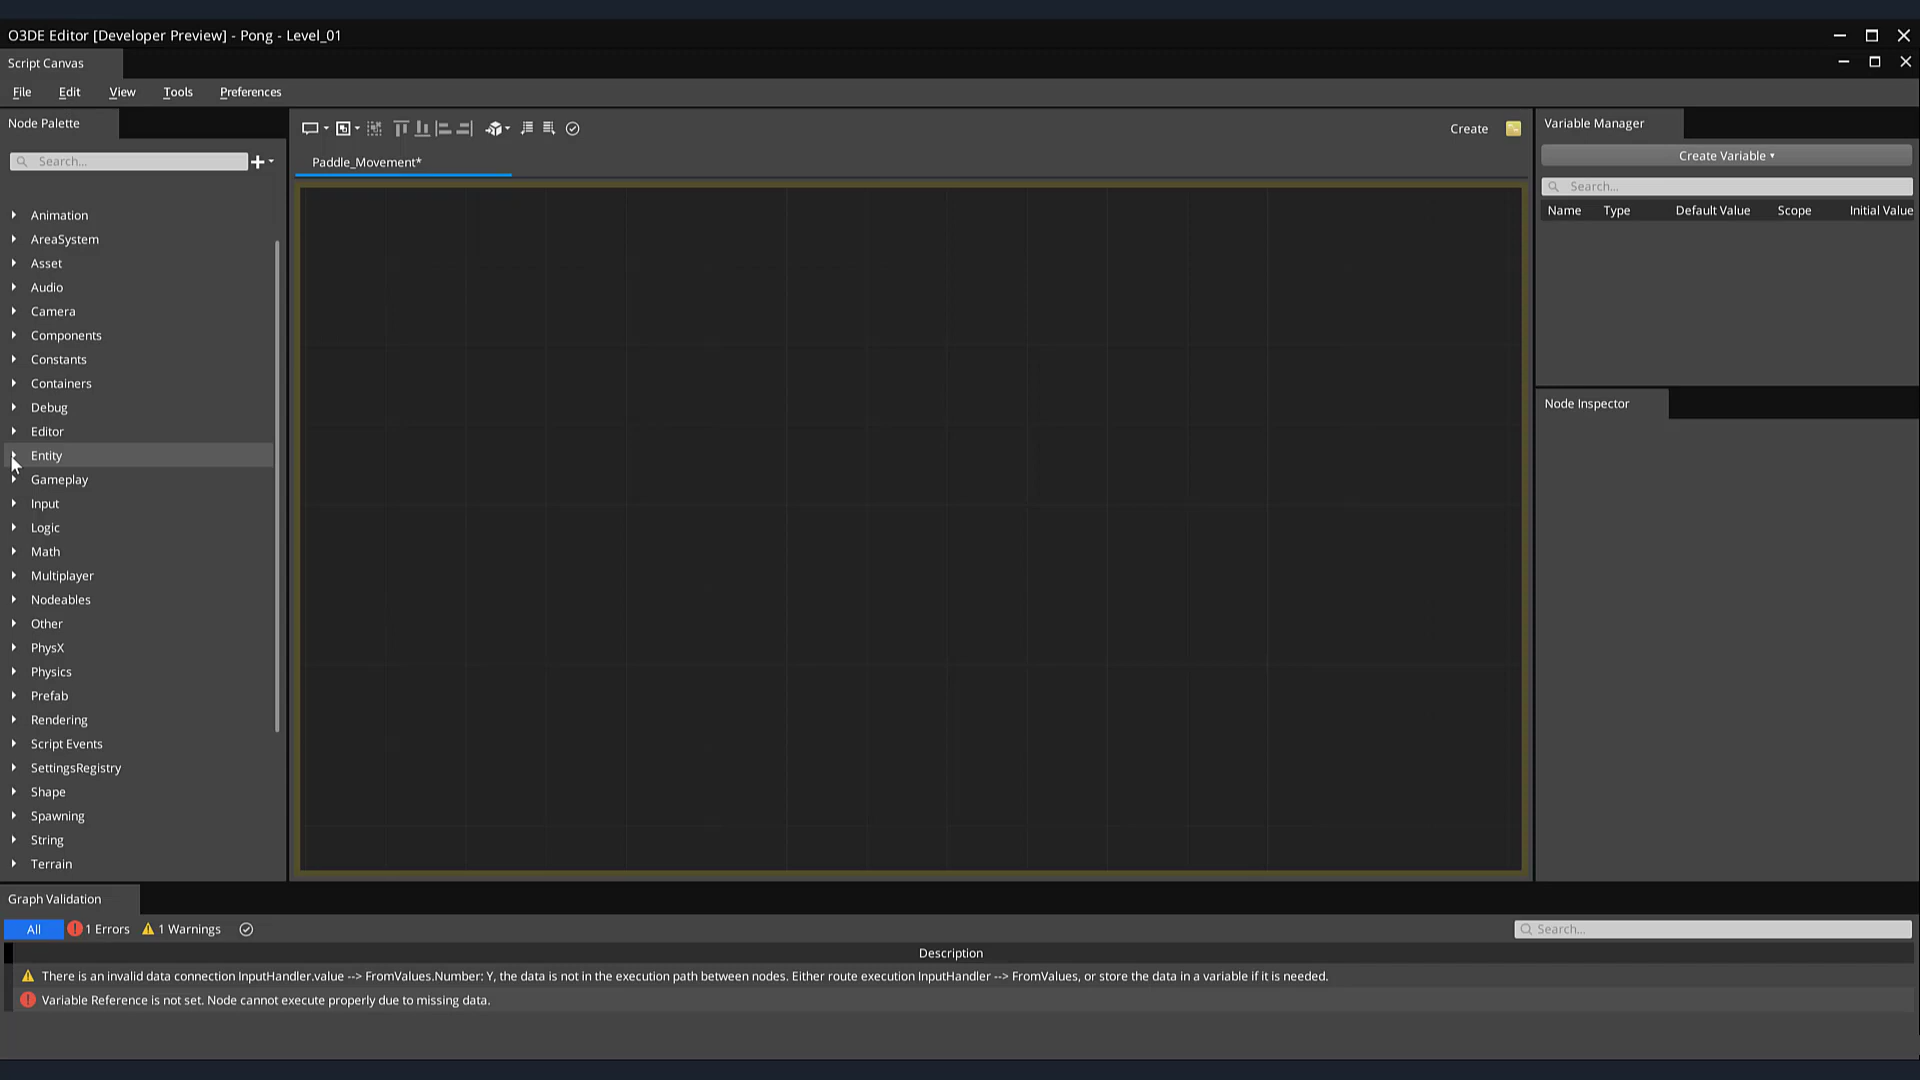 O3DE Editor [Developer Preview] - Pong - Level_01
Script Canvas
File Edit View Tools Preferences
Node Palette
Search...
Animation
AreaSystem
Asset
Audio
Camera
Components
Constants
Containers
Debug
Editor
Entity
Gameplay
Input
Logic
Math
Multiplayer
Nodeables
Other
PhysX
Physics
Prefab
Rendering
Script Events
SettingsRegistry
Shape
Spawning
String
Terrain
Create
Paddle_Movement*
Variable Manager
Create Variable
Search...
Name Type Default Value Scope Initial Value
Node Inspector
Graph Validation
All 1 Errors 1 Warnings
Search...
Description
There is an invalid data connection InputHandler.value --> FromValues.Number: Y, the data is not in the execution path between nodes. Either route execution InputHandler --> FromValues, or store the data in a variable if it is needed.
Variable Reference is not set. Node cannot execute properly due to missing data.